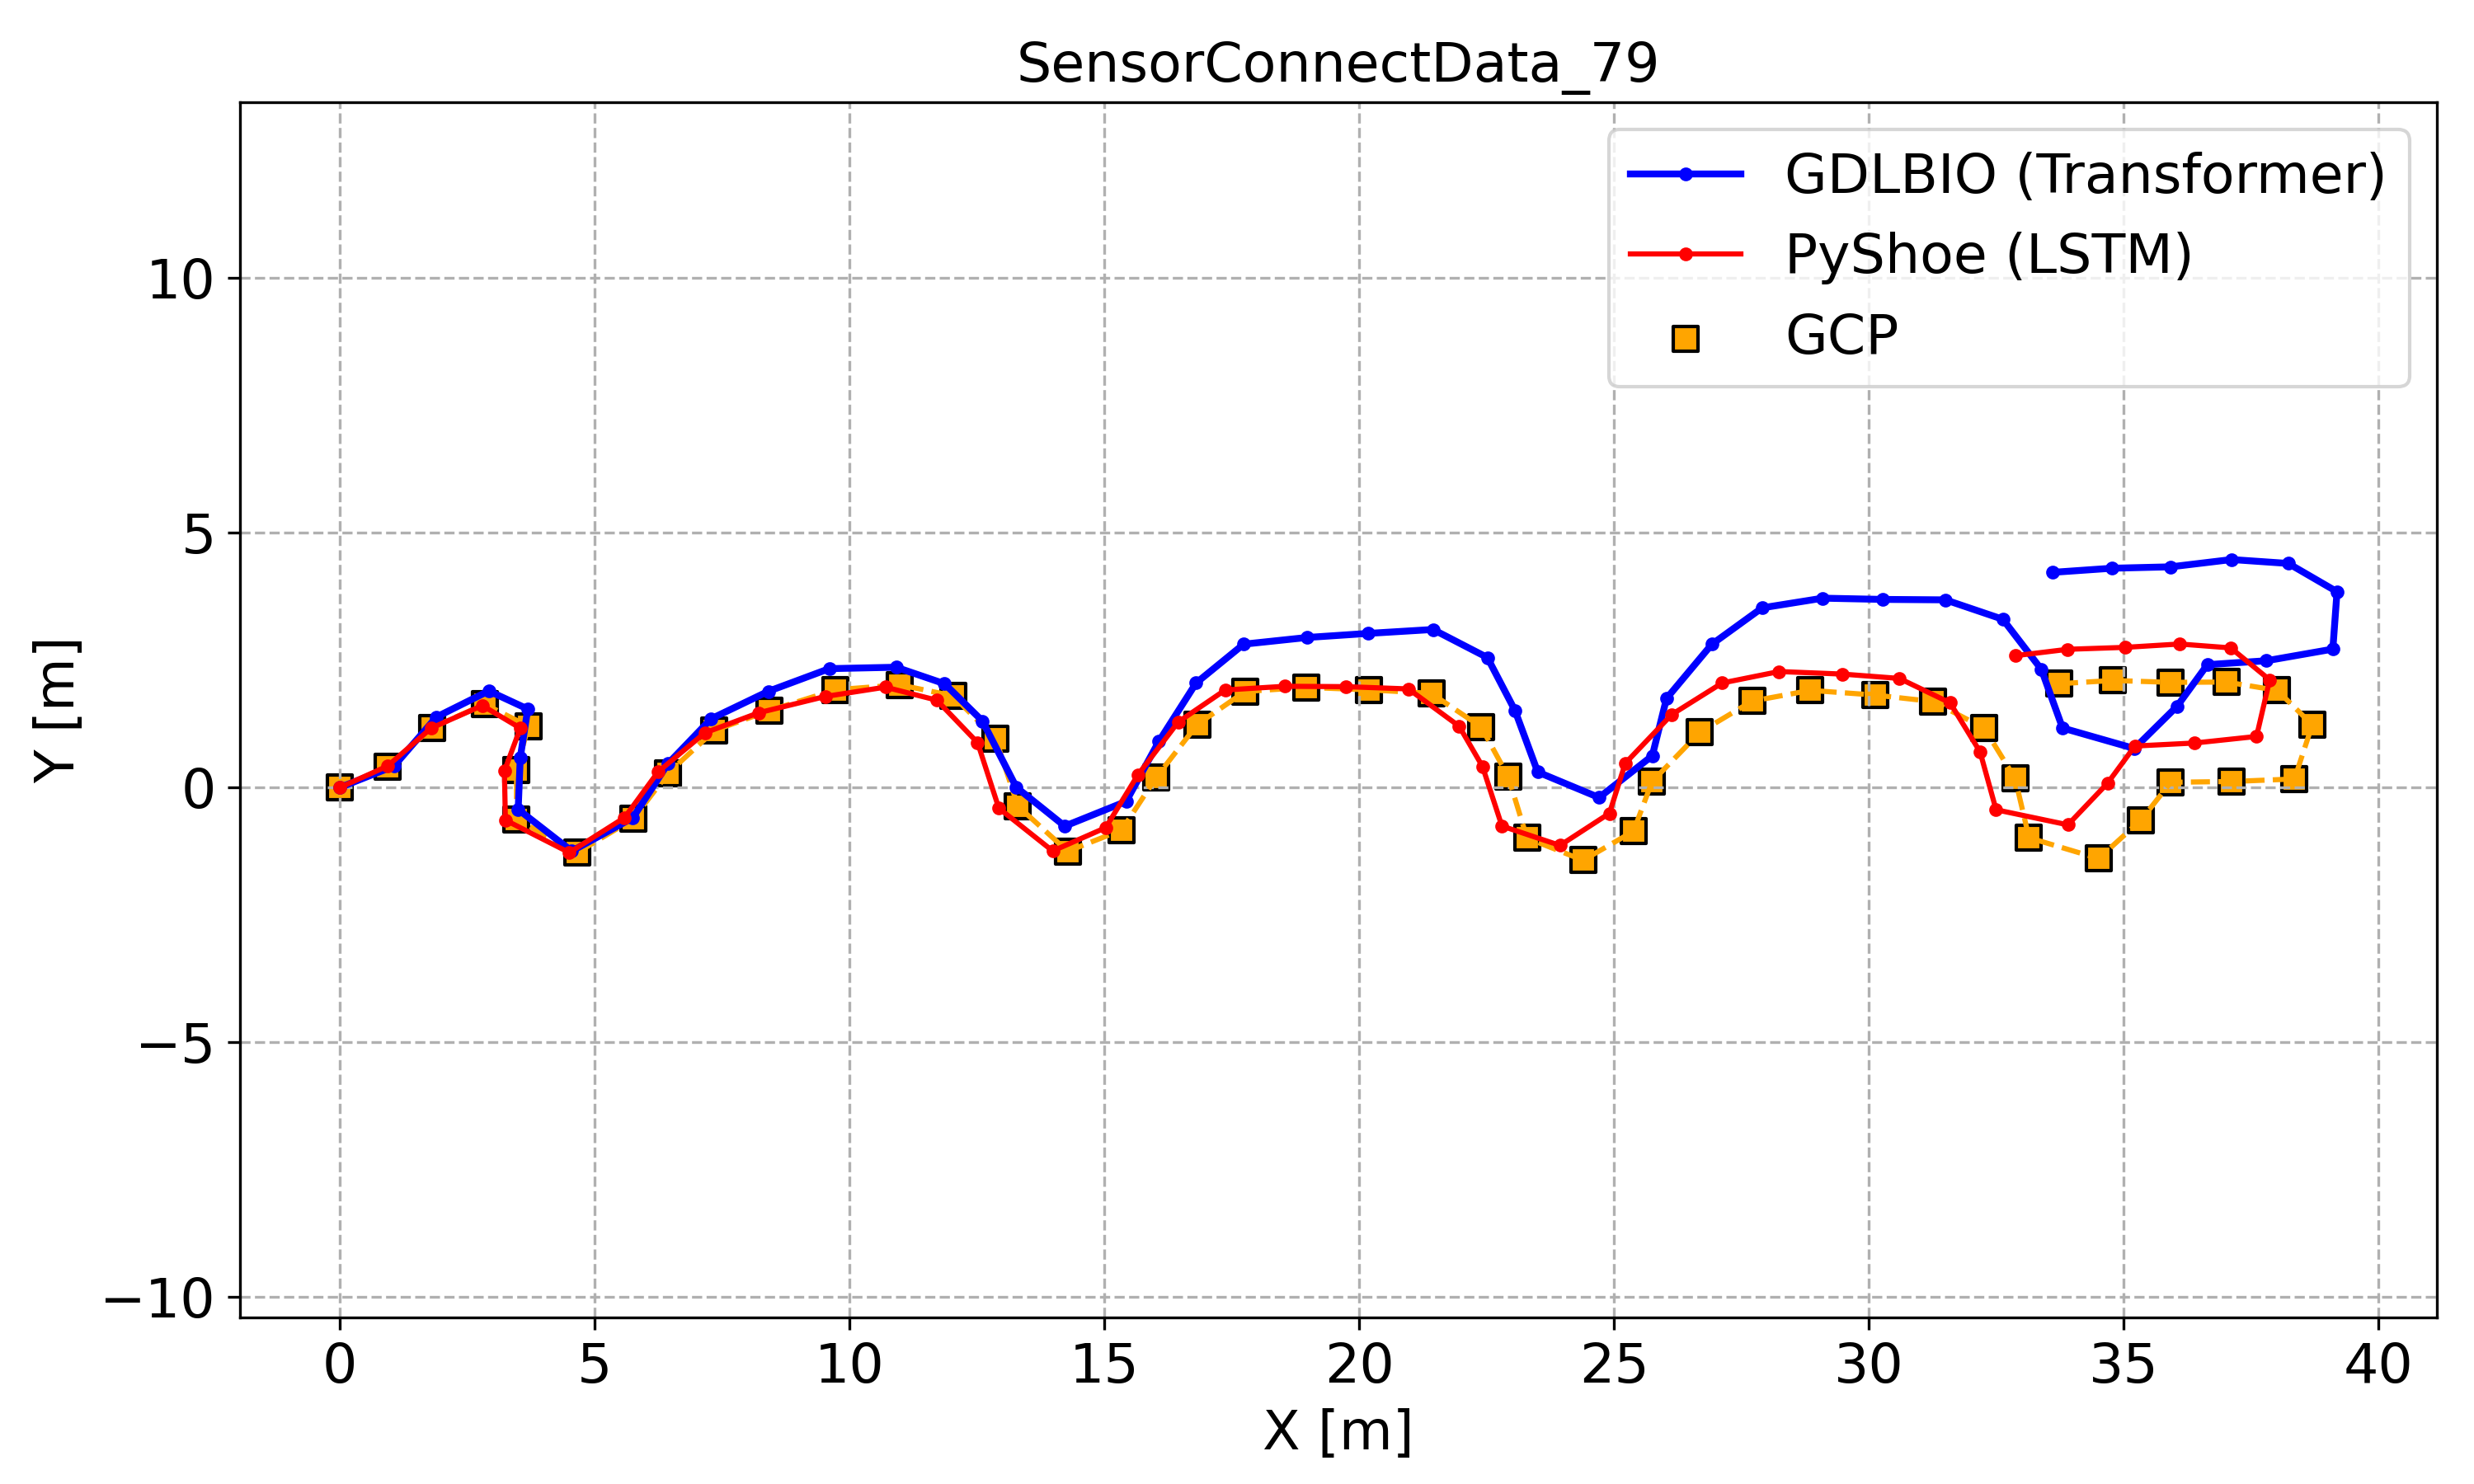 SensorConnectData_79
GDLBIO (Transformer)
PyShoe (LSTM)
GCP
Y [m]
10
5
0
−5
−10
0 5 10 15 20 25 30 35 40
X [m]